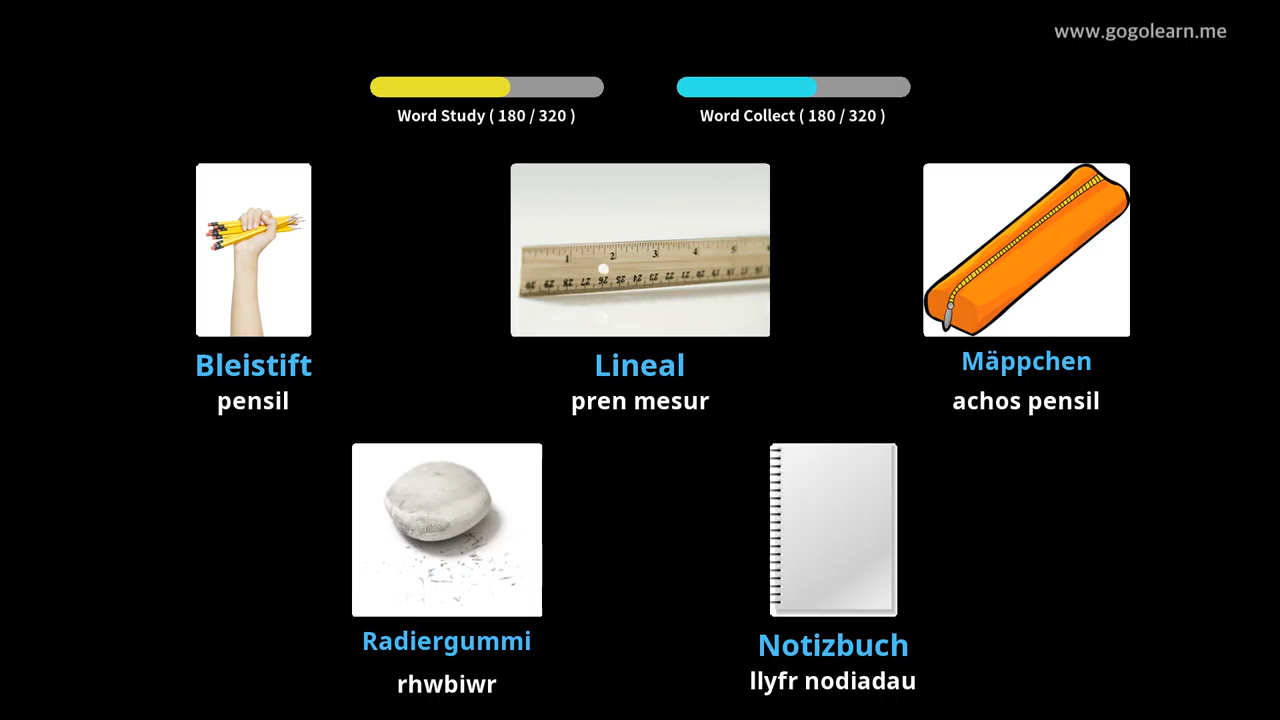 www.gogolearn.me
Word Study ( 180 / 320 )
Word Collect ( 180 / 320 )
Bleistift
pensil
Lineal
pren mesur
Mäppchen
achos pensil
Radiergummi
rhwbiwr
Notizbuch
llyfr nodiadau